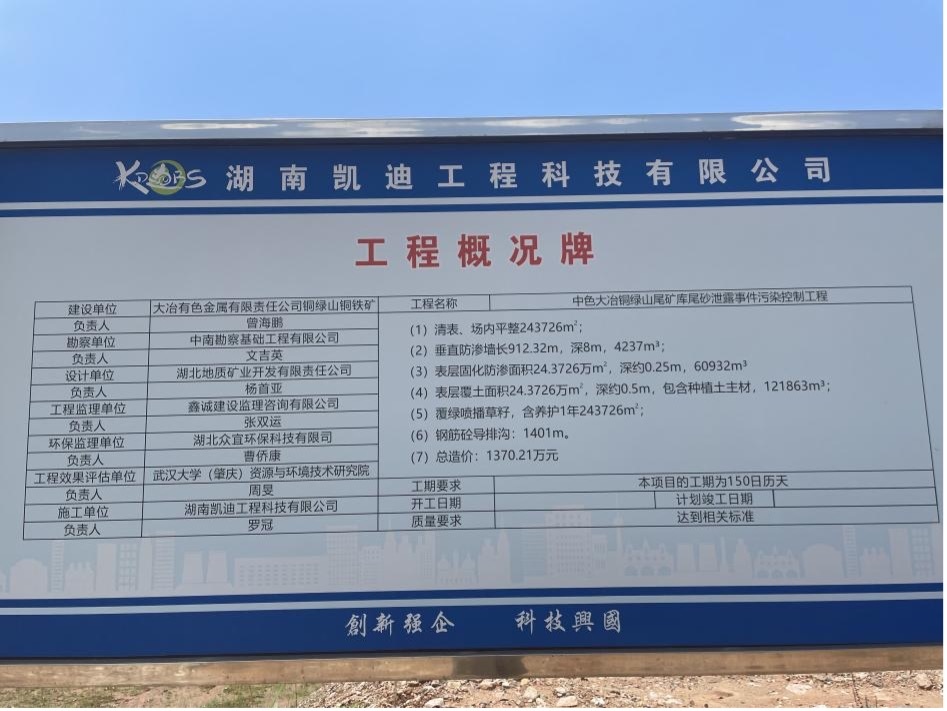 KDOPS 湖南凯迪工程科技有限公司
工程概况牌
建设单位 大冶有色金属有限责任公司铜绿山铜铁矿 工程名称 中色大冶铜绿山尾矿库尾砂泄露事件污染控制工程
负责人 曾海鹏
勘察单位 中南勘察基础工程有限公司
负责人 文吉英
设计单位 湖北地质矿业开发有限责任公司
负责人 杨首亚
工程监理单位 鑫诚建设监理咨询有限公司
负责人 张双运
环保监理单位 湖北众宜环保科技有限公司
负责人 曹侨康
工程效果评估单位 武汉大学（肇庆）资源与环境技术研究院
负责人 周旻
施工单位 湖南凯迪工程科技有限公司
负责人 罗冠
（1）清表、场内平整243726m²；
（2）垂直防渗墙长912.32m，深8m，4237m³；
（3）表层固化防渗面积24.3726万m²，深约0.25m，60932m³
（4）表层覆土面积24.3726万m²，深约0.5m，包含种植土主材，121863m³；
（5）覆绿喷播草籽，含养护1年243726m²；
（6）钢筋砼导排沟：1401m。
（7）总造价：1370.21万元
工期要求 本项目的工期为150日历天
开工日期 计划竣工日期
质量要求 达到相关标准
創新强企 科技興國